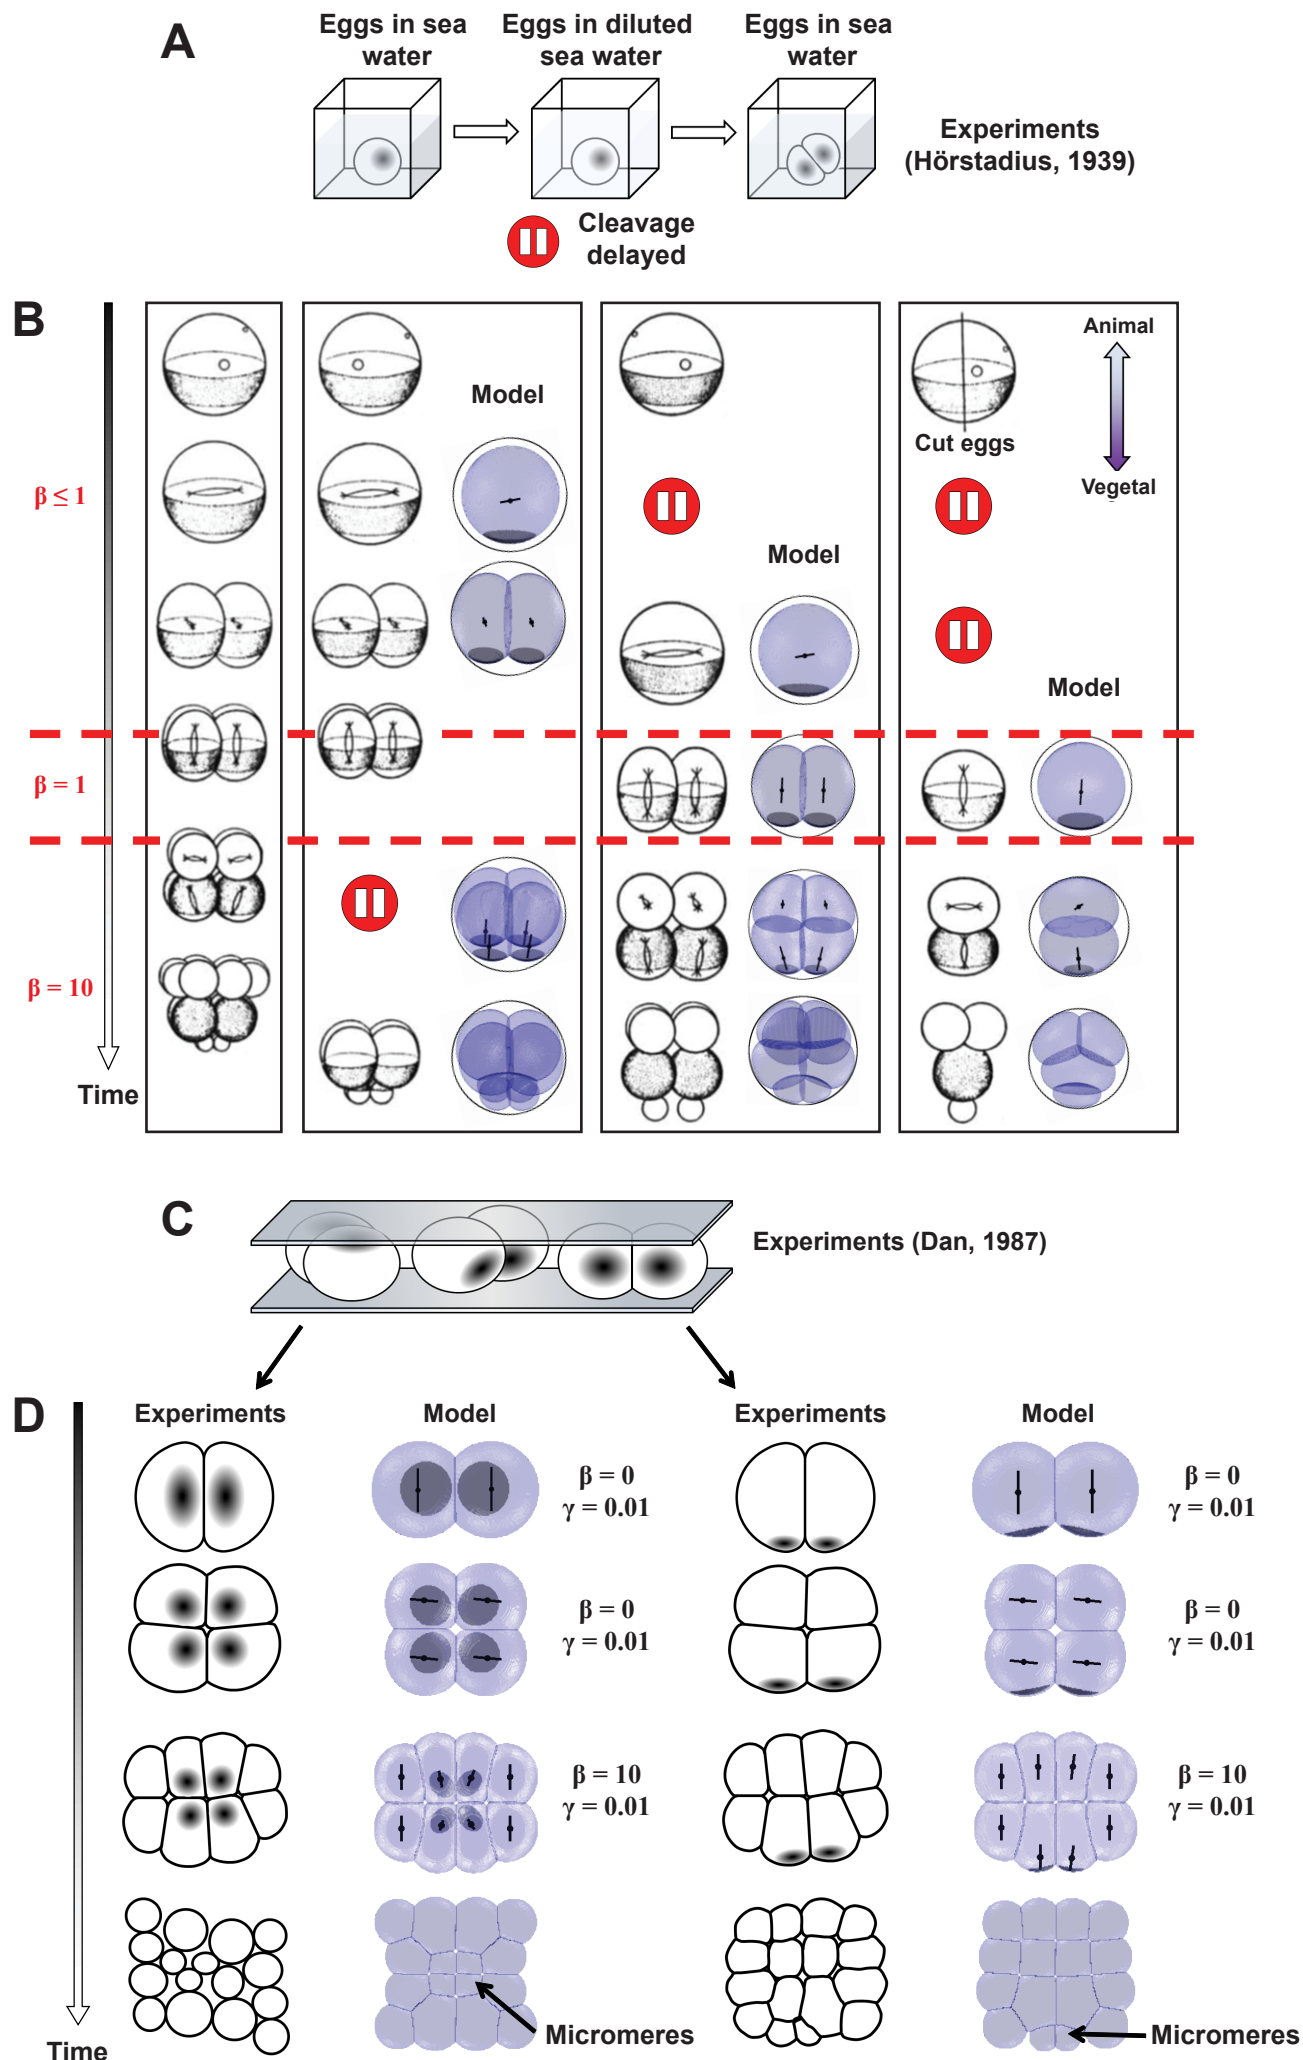 A
Eggs in sea
water
Eggs in diluted
sea water
Eggs in sea
water
Experiments
(Hörstadius, 1939)
Cleavage
delayed
B
Model
Animal
Cut eggs
Vegetal
β ≤ 1
Model
Model
β = 1
β = 10
Time
C
Experiments (Dan, 1987)
D
Experiments
Model
Experiments
Model
β = 0
γ = 0.01
β = 0
γ = 0.01
β = 0
γ = 0.01
β = 0
γ = 0.01
β = 10
γ = 0.01
β = 10
γ = 0.01
Micromeres
Micromeres
Time